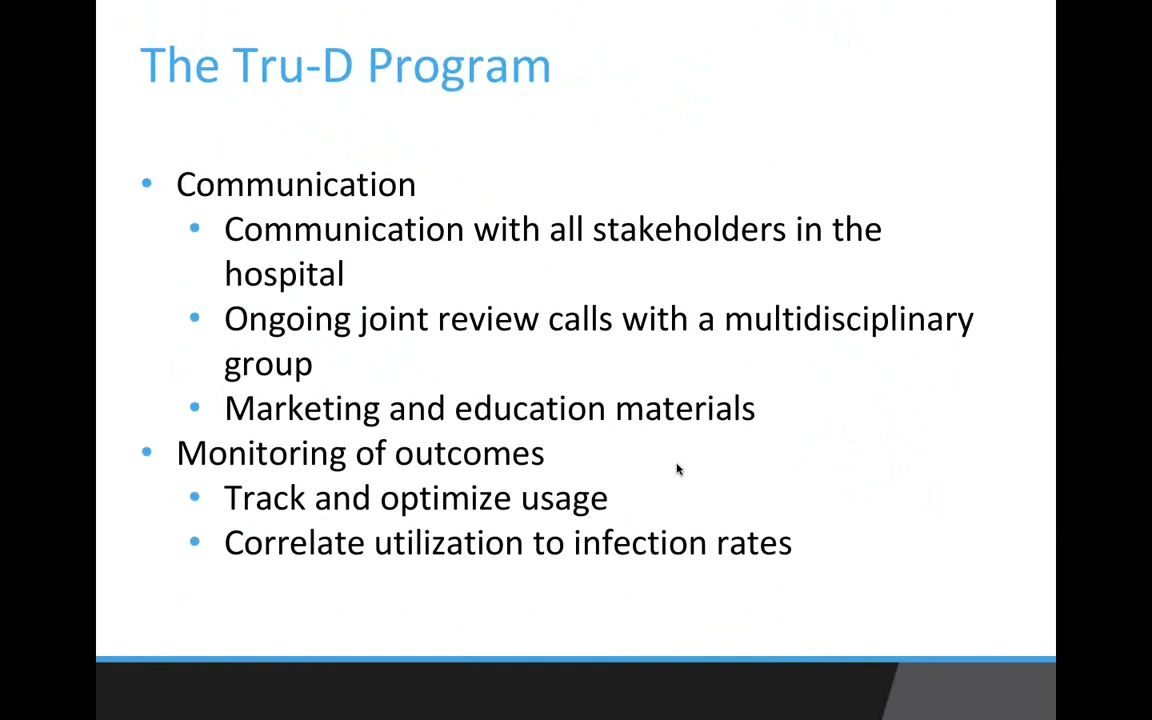 The Tru-D Program
• Communication
• Communication with all stakeholders in the
hospital
• Ongoing joint review calls with a multidisciplinary
group
• Marketing and education materials
• Monitoring of outcomes
• Track and optimize usage
• Correlate utilization to infection rates